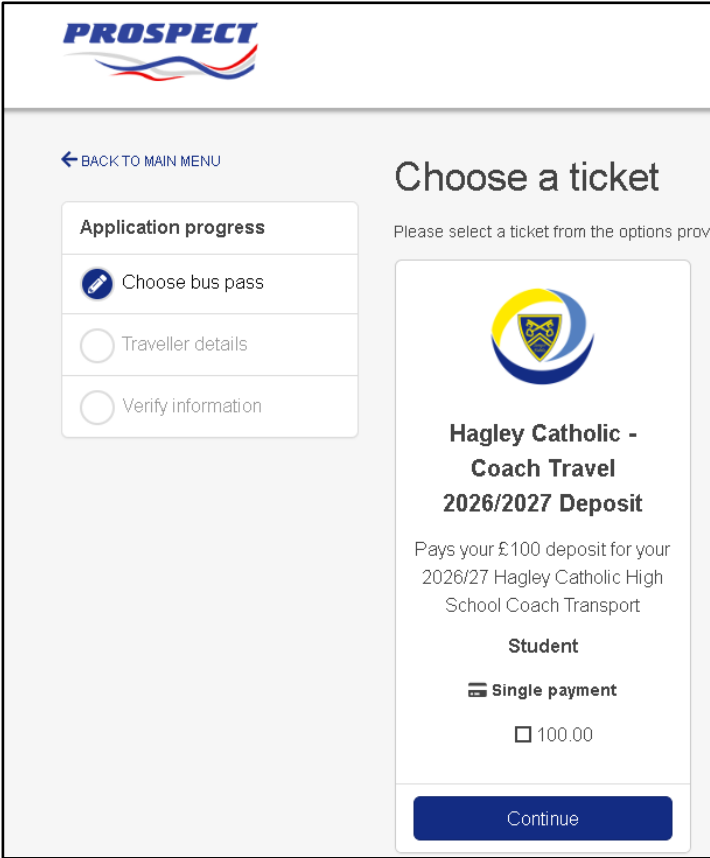 PROSPECT
BACK TO MAIN MENU
Application progress
Choose bus pass
Traveller details
Verify information
Choose a ticket
Please select a ticket from the options prov
Hagley Catholic -
Coach Travel
2026/2027 Deposit
Pays your £100 deposit for your
2026/27 Hagley Catholic High
School Coach Transport
Student
Single payment
100.00
Continue